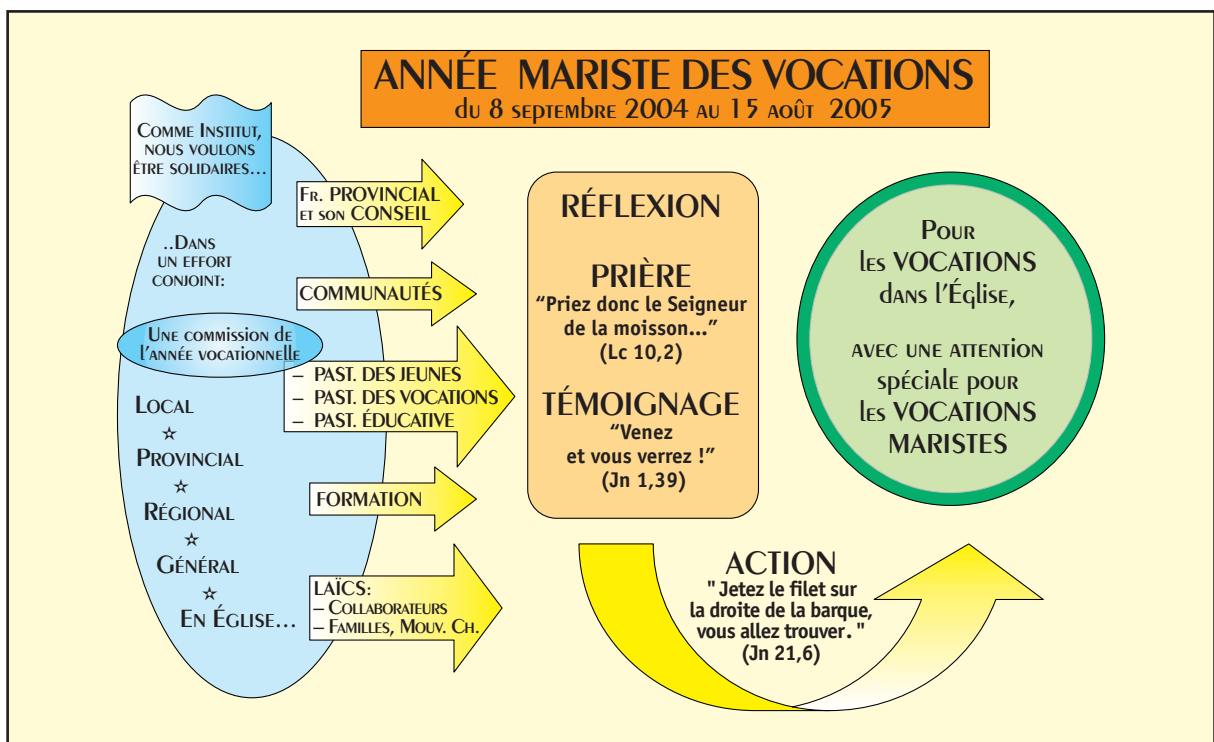 ANNÉE MARISTE DES VOCATIONS
du 8 septembre 2004 au 15 août 2005
Comme Institut,
nous voulons
être solidaires...
..Dans
un effort
conjoint:
Une commission de
l'année vocationnelle
Local
☆
Provincial
☆
Régional
☆
Général
☆
En Église...
Fr. PROVINCIAL
et son CONSEIL
COMMUNAUTÉS
– PAST. DES JEUNES
– PAST. DES VOCATIONS
– PAST. ÉDUCATIVE
FORMATION
LAÏCS:
– Collaborateurs
– Familles, Mouv. Ch.
RÉFLEXION
PRIÈRE
“Priez donc le Seigneur
de la moisson...”
(Lc 10,2)
TÉMOIGNAGE
“Venez
et vous verrez !”
(Jn 1,39)
ACTION
" Jetez le filet sur
la droite de la barque,
vous allez trouver. "
(Jn 21,6)
Pour
les VOCATIONS
dans l'Église,
avec une attention
spéciale pour
les VOCATIONS
MARISTES